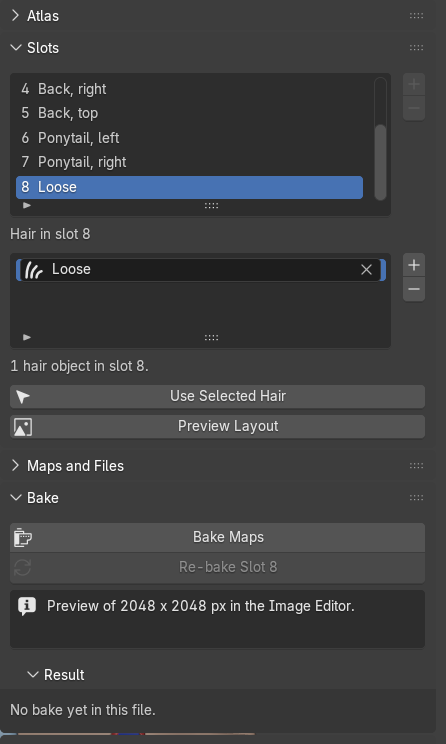 Atlas
Slots
4 Back, right
5 Back, top
6 Ponytail, left
7 Ponytail, right
8 Loose
Hair in slot 8
Loose
1 hair object in slot 8.
Use Selected Hair
Preview Layout
Maps and Files
Bake
Bake Maps
Re-bake Slot 8
Preview of 2048 x 2048 px in the Image Editor.
Result
No bake yet in this file.